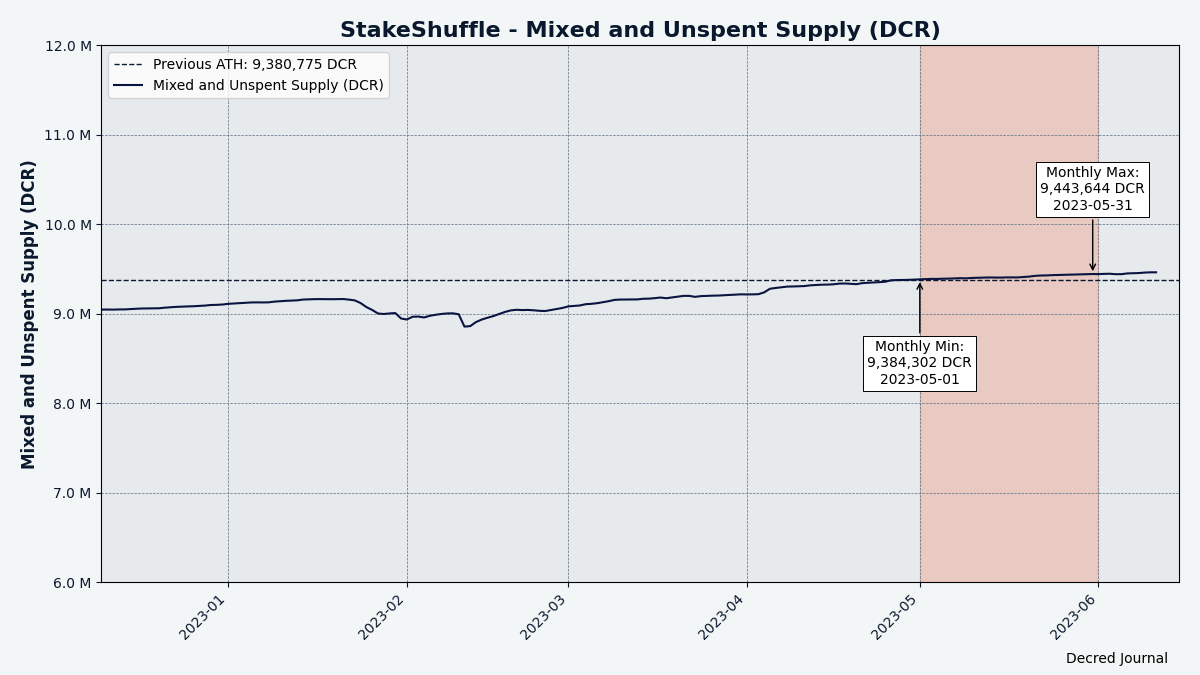 StakeShuffle - Mixed and Unspent Supply (DCR)
Previous ATH: 9,380,775 DCR
Mixed and Unspent Supply (DCR)
Mixed and Unspent Supply (DCR)
12.0 M
11.0 M
10.0 M
9.0 M
8.0 M
7.0 M
6.0 M
Monthly Max:
9,443,644 DCR
2023-05-31
Monthly Min:
9,384,302 DCR
2023-05-01
2023-01
2023-02
2023-03
2023-04
2023-05
2023-06
Decred Journal